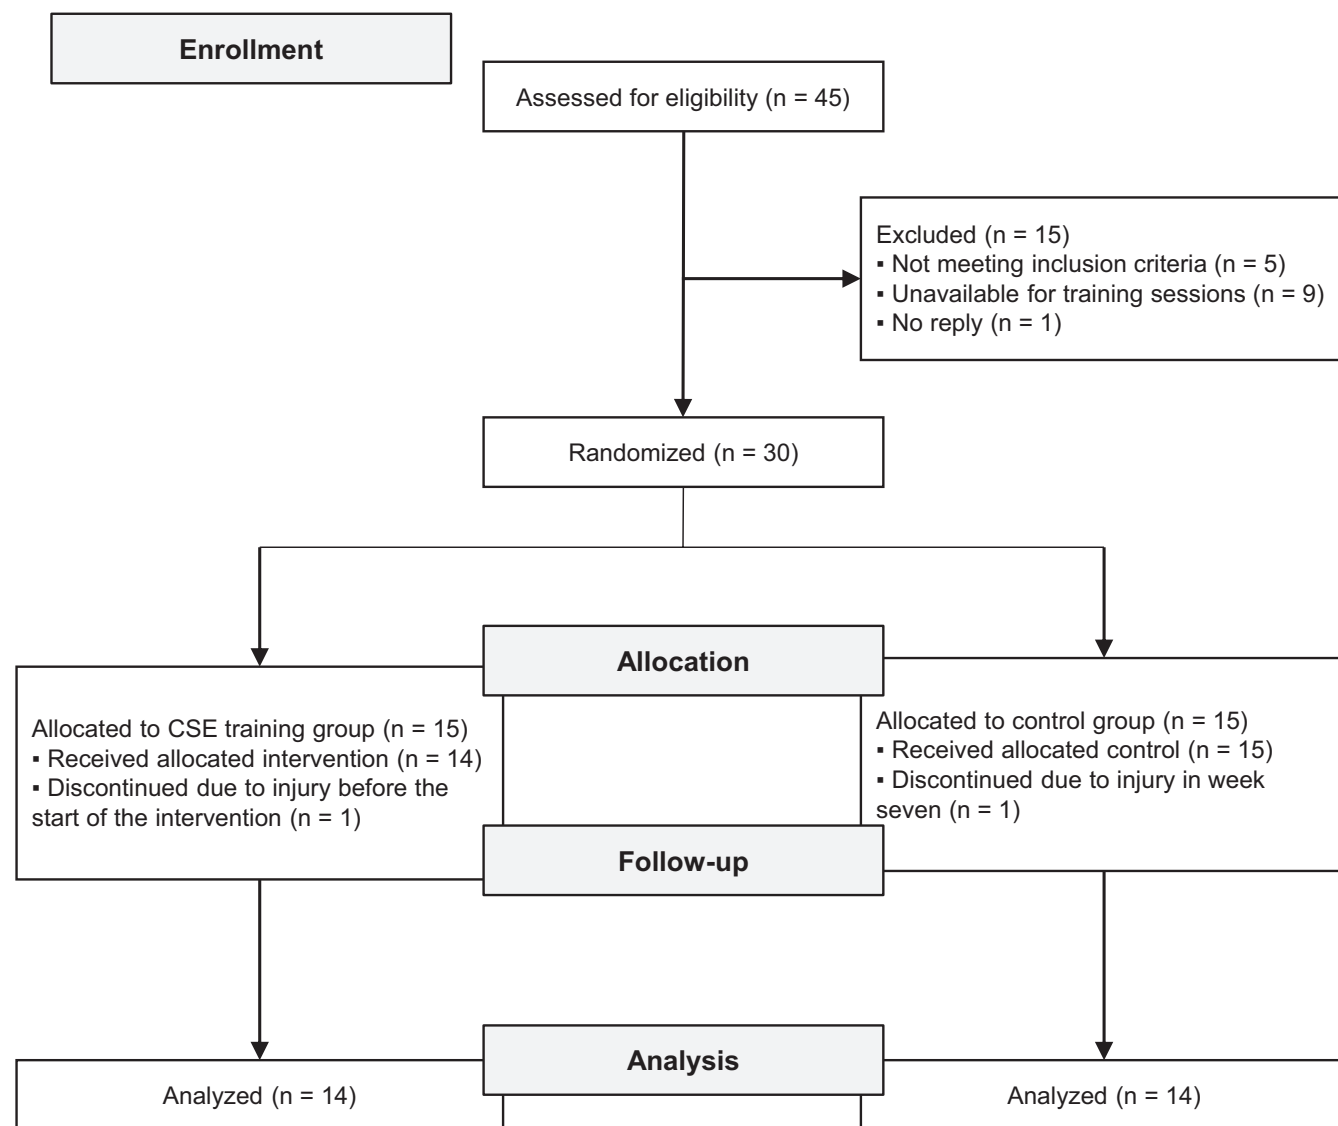 Enrollment
Assessed for eligibility (n = 45)
Excluded (n = 15)
▪ Not meeting inclusion criteria (n = 5)
▪ Unavailable for training sessions (n = 9)
▪ No reply (n = 1)
Randomized (n = 30)
Allocation
Allocated to CSE training group (n = 15)
▪ Received allocated intervention (n = 14)
▪ Discontinued due to injury before the
start of the intervention (n = 1)
Allocated to control group (n = 15)
▪ Received allocated control (n = 15)
▪ Discontinued due to injury in week
seven (n = 1)
Follow-up
Analysis
Analyzed (n = 14)
Analyzed (n = 14)